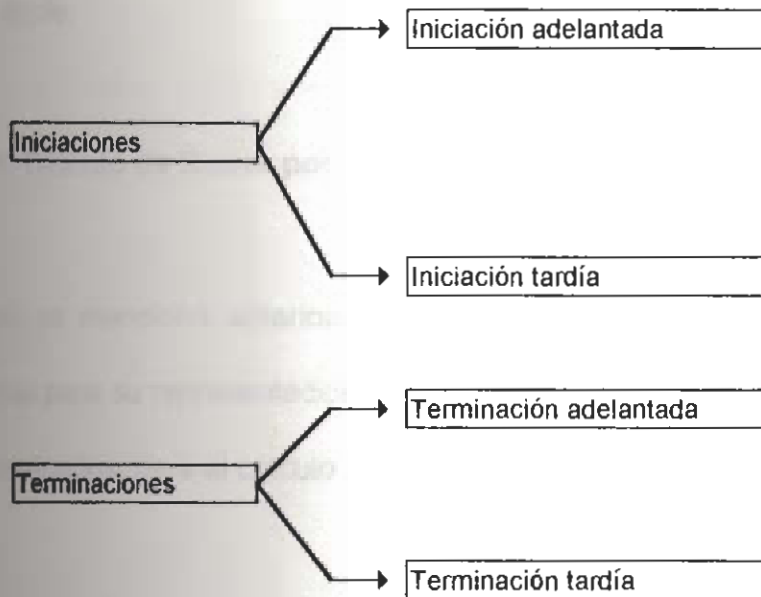 Iniciación adelantada
Iniciaciones
Iniciación tardía
Terminación adelantada
Terminaciones
Terminación tardía